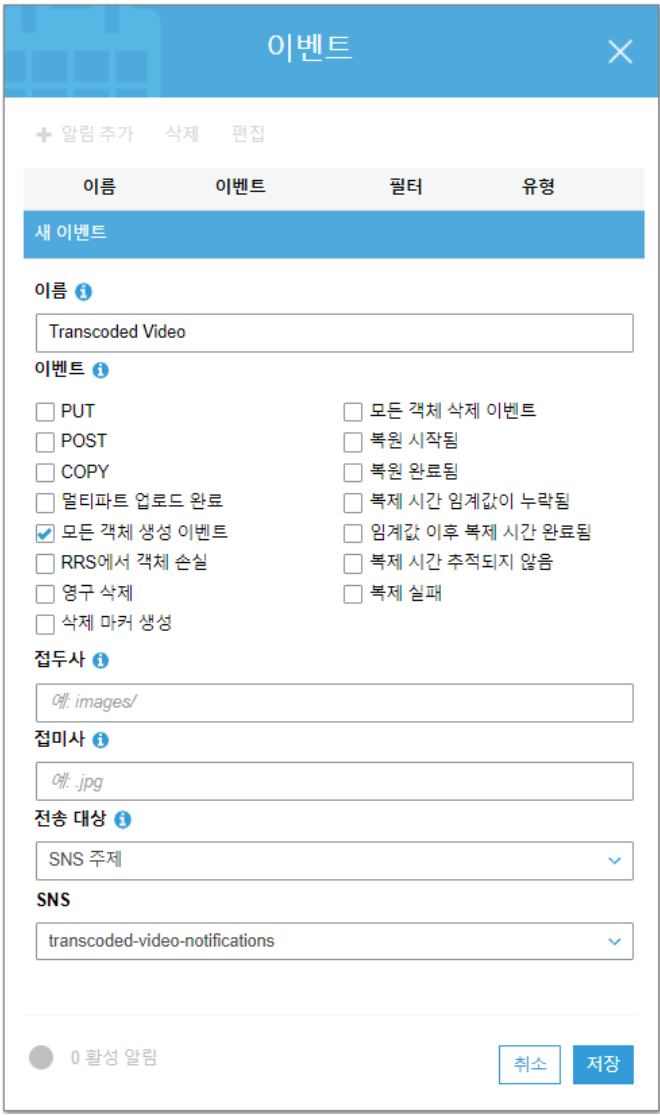 이벤트
알림 추가 삭제 편집
이름 이벤트 필터 유형
새 이벤트
이름
Transcoded Video
이벤트
PUT 모든 객체 삭제 이벤트
POST 복원 시작됨
COPY 복원 완료됨
멀티파트 업로드 완료 복제 시간 임계값이 누락됨
모든 객체 생성 이벤트 임계값 이후 복제 시간 완료됨
RRS에서 객체 손실 복제 시간 추적되지 않음
영구 삭제 복제 실패
삭제 마커 생성
접두사
예: images/
접미사
예: .jpg
전송 대상
SNS 주제
SNS
transcoded-video-notifications
0 활성 알림 취소 저장